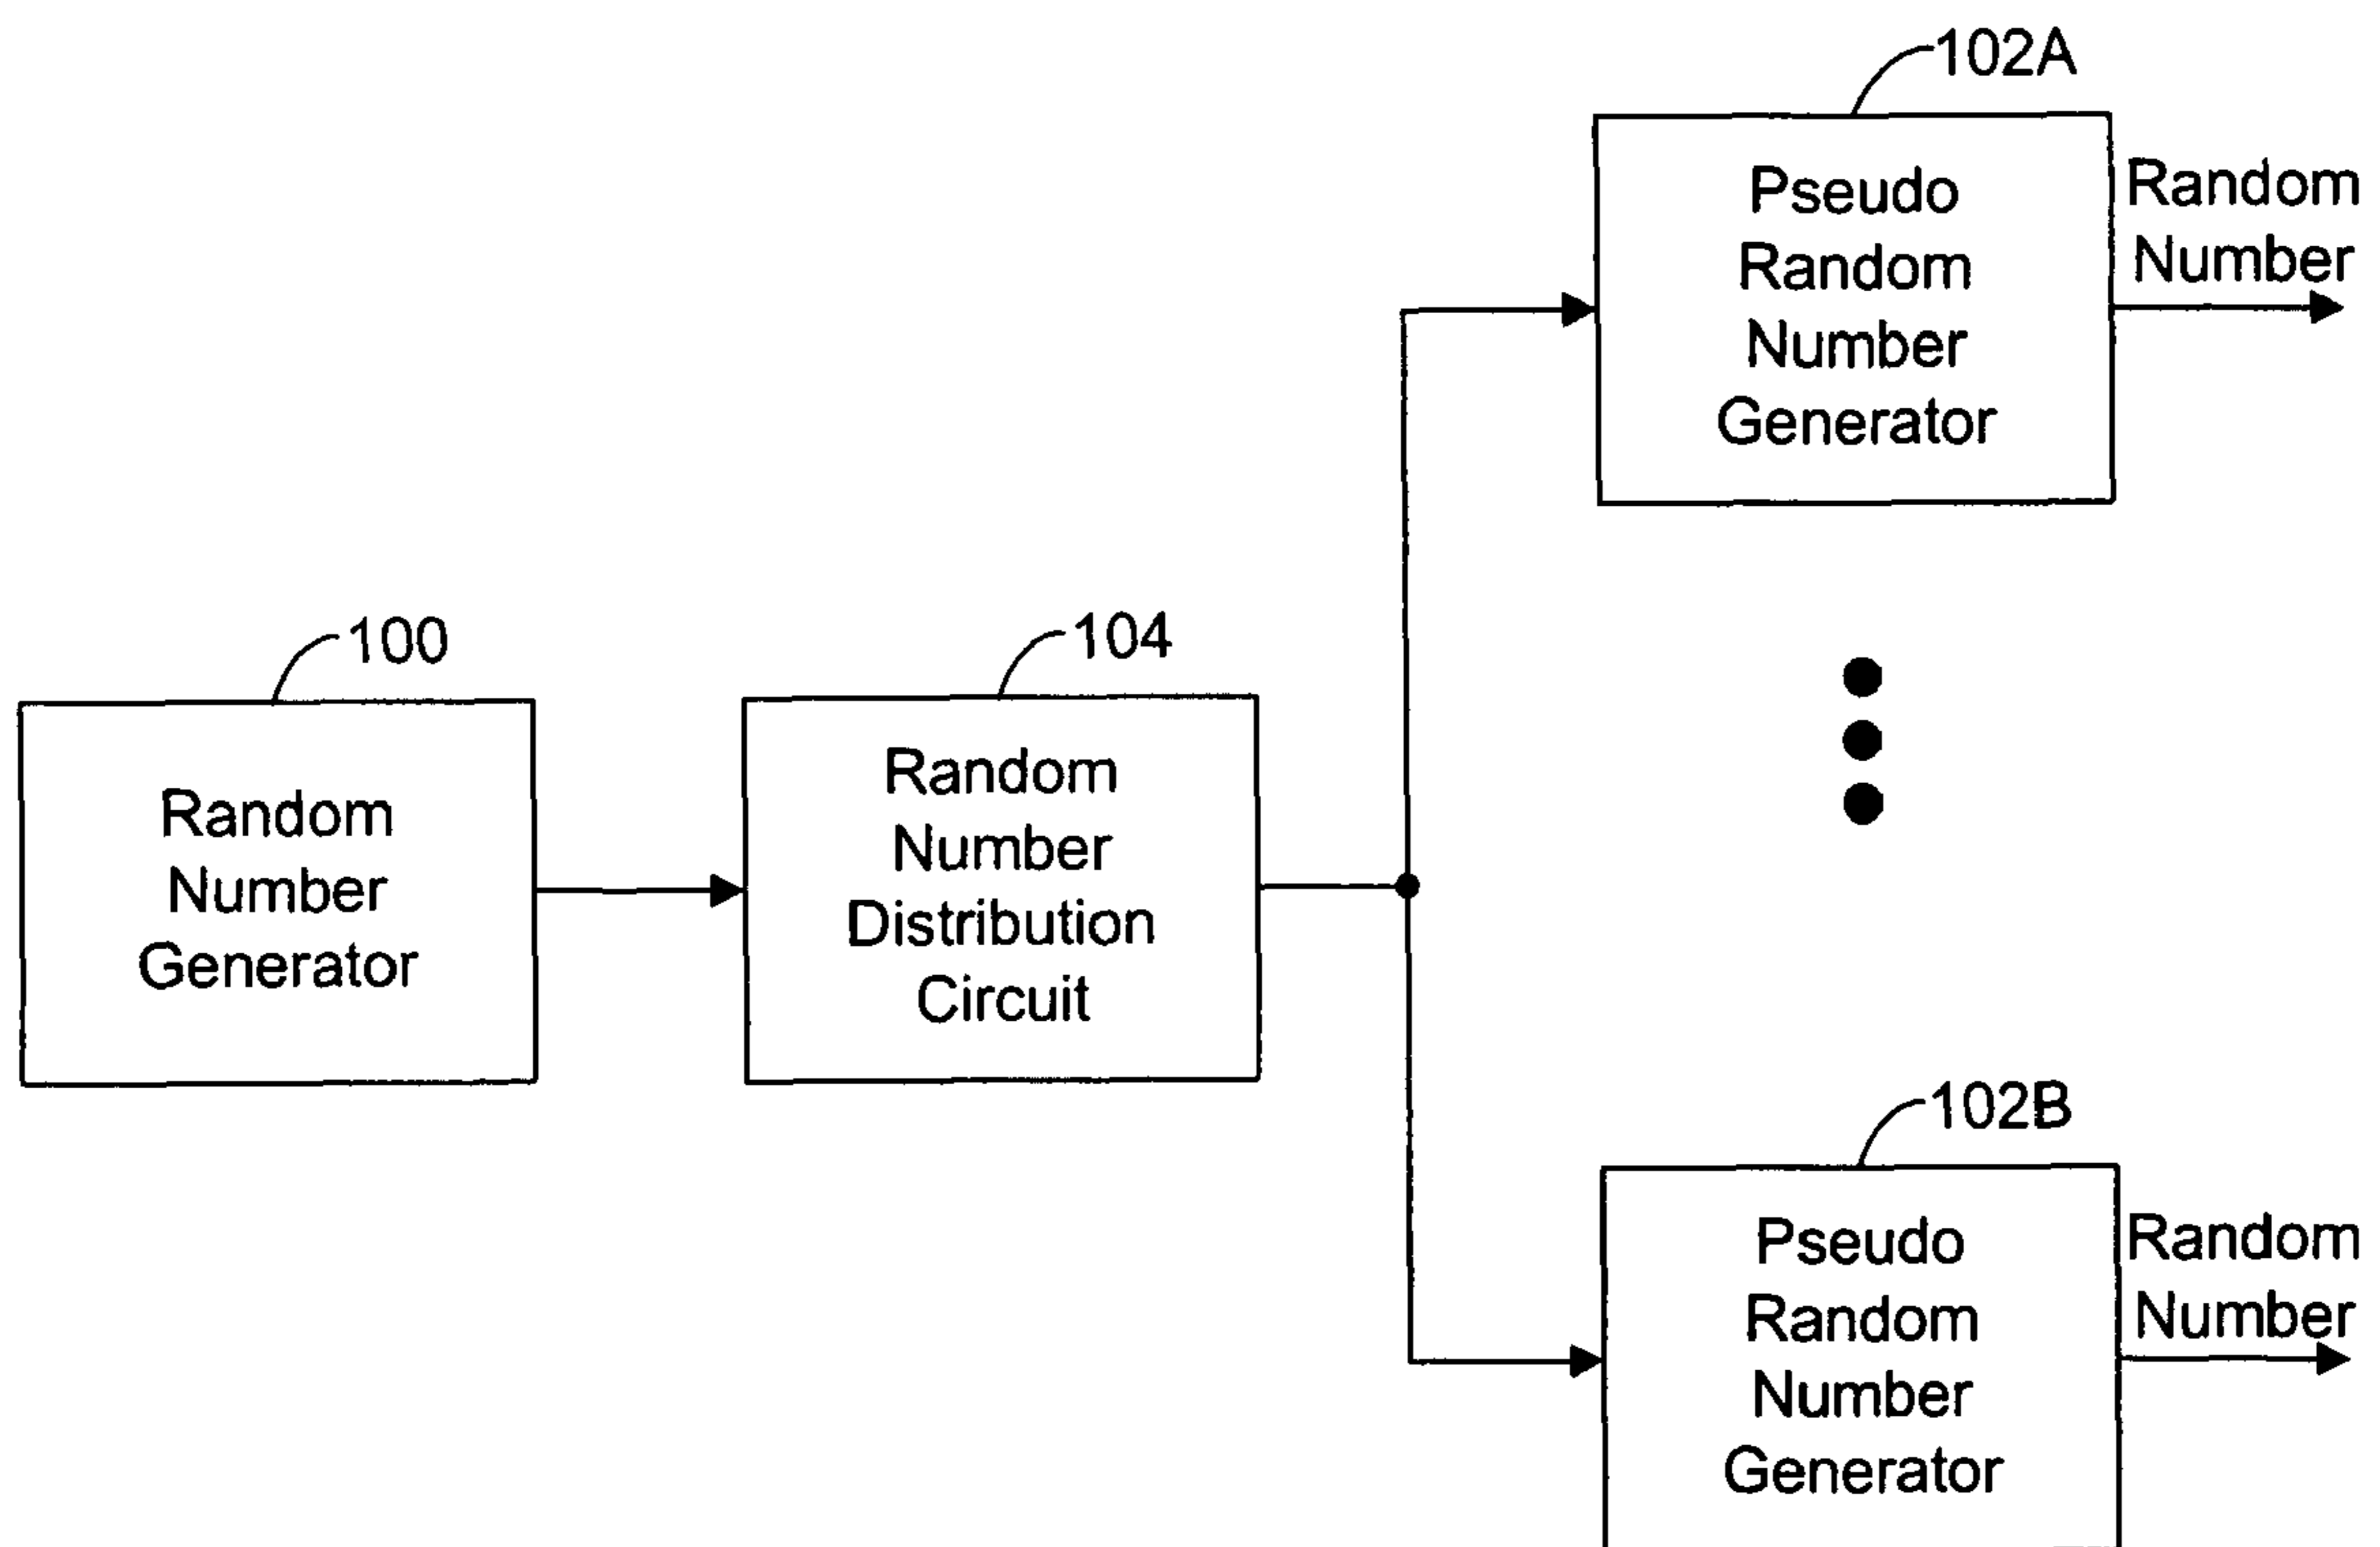 102A
Pseudo
Random
Number
Generator
Random
Number
100
Random
Number
Generator
104
Random
Number
Distribution
Circuit
102B
Pseudo
Random
Number
Generator
Random
Number